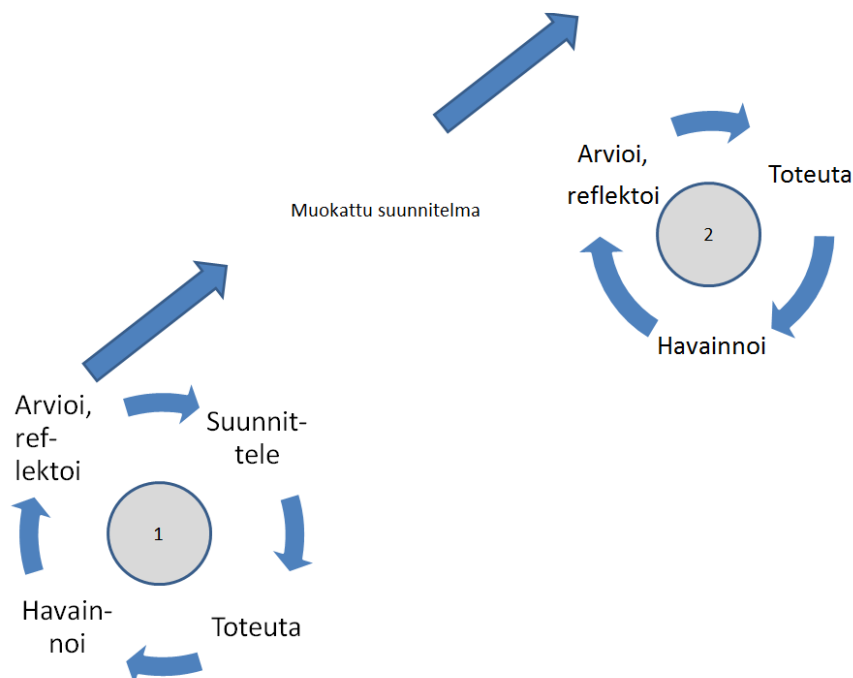 Arvioi,
reflektoi
Toteuta
2
Havainnoi
Muokattu suunnitelma
Arvioi,
ref-
lektoi
Suunnit-
tele
1
Havain-
noi
Toteuta